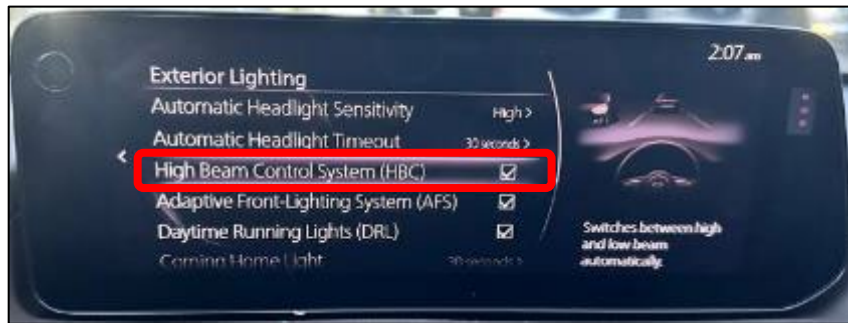 2:07 am
Exterior Lighting
Automatic Headlight Sensitivity High >
Automatic Headlight Timeout 30 seconds >
High Beam Control System (HBC)
Adaptive Front-Lighting System (AFS)
Daytime Running Lights (DRL)
Coming Home Light 30 seconds >
Switches between high
and low beam
automatically.